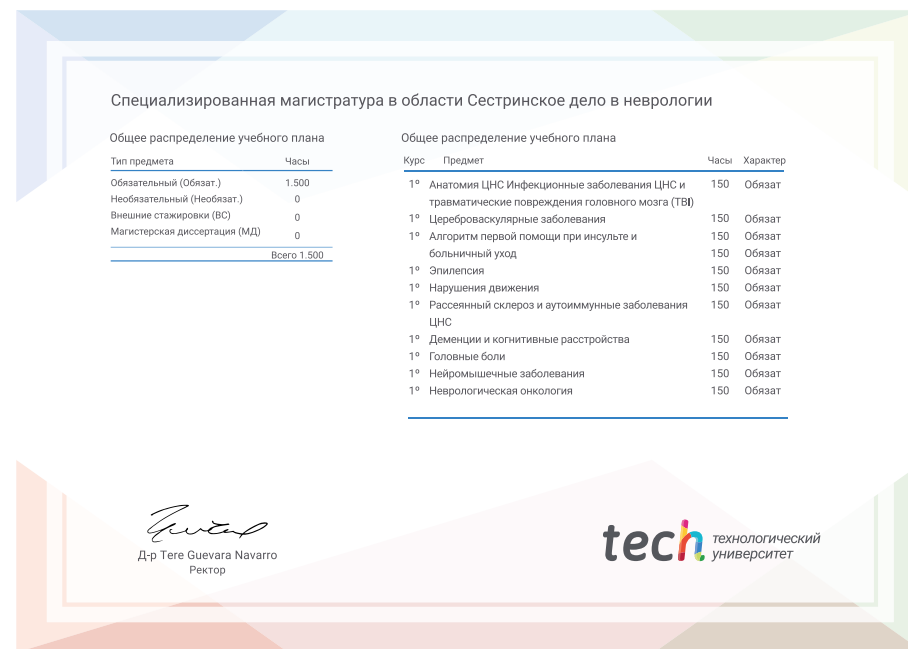 Специализированная магистратура в области Сестринское дело в неврологии
Общее распределение учебного плана
Тип предмета Часы
Обязательный (Обязат.) 1.500
Необязательный (Необязат.) 0
Внешние стажировки (ВС) 0
Магистерская диссертация (МД) 0
Всего 1.500
Общее распределение учебного плана
Курс Предмет Часы Характер
1º Анатомия ЦНС Инфекционные заболевания ЦНС и 150 Обязат
травматические повреждения головного мозга (TBI)
1º Цереброваскулярные заболевания 150 Обязат
1º Алгоритм первой помощи при инсульте и 150 Обязат
больничный уход 150 Обязат
1º Эпилепсия 150 Обязат
1º Нарушения движения 150 Обязат
1º Рассеянный склероз и аутоиммунные заболевания 150 Обязат
ЦНС
1º Деменции и когнитивные расстройства 150 Обязат
1º Головные боли 150 Обязат
1º Нейромышечные заболевания 150 Обязат
1º Неврологическая онкология 150 Обязат
Д-р Tere Guevara Navarro
Ректор
tech технологический
университет